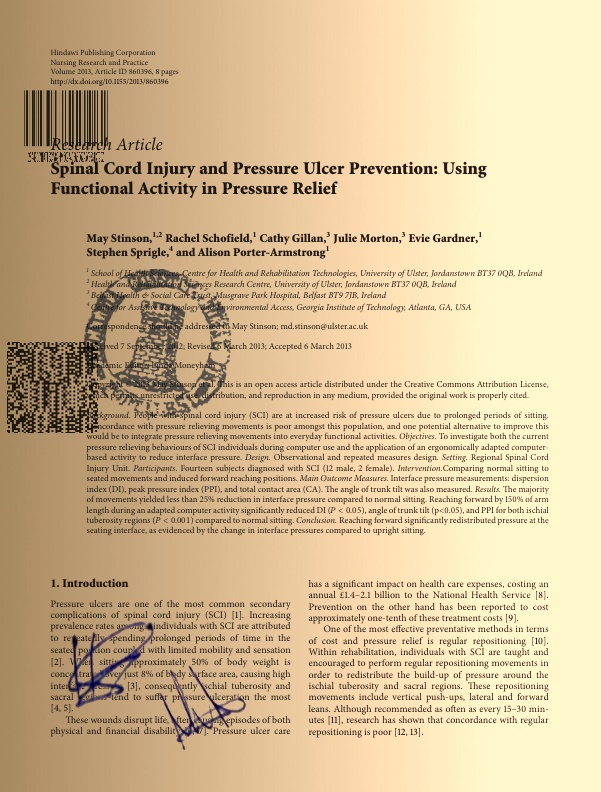 Hindawi Publishing Corporation
Nursing Research and Practice
Volume 2013, Article ID 860396, 8 pages
http://dx.doi.org/10.1155/2013/860396
Research Article
Spinal Cord Injury and Pressure Ulcer Prevention: Using
Functional Activity in Pressure Relief
May Stinson,1,2 Rachel Schofield,1 Cathy Gillan,3 Julie Morton,3 Evie Gardner,1
Stephen Sprigle,4 and Alison Porter-Armstrong1
1 School of Health Sciences, Centre for Health and Rehabilitation Technologies, University of Ulster, Jordanstown BT37 0QB, Ireland
2 Health and Rehabilitation Sciences Research Centre, University of Ulster, Jordanstown BT37 0QB, Ireland
3 Belfast Health & Social Care Trust, Musgrave Park Hospital, Belfast BT9 7JB, Ireland
4 Centre for Assistive Technology and Environmental Access, Georgia Institute of Technology, Atlanta, GA, USA
Correspondence should be addressed to May Stinson; md.stinson@ulster.ac.uk
Received 7 September 2012; Revised 6 March 2013; Accepted 6 March 2013
Academic Editor: Linda Moneyham
Copyright © 2013 May Stinson et al. This is an open access article distributed under the Creative Commons Attribution License,
which permits unrestricted use, distribution, and reproduction in any medium, provided the original work is properly cited.
Background. People with spinal cord injury (SCI) are at increased risk of pressure ulcers due to prolonged periods of sitting.
Concordance with pressure relieving movements is poor amongst this population, and one potential alternative to improve this
would be to integrate pressure relieving movements into everyday functional activities. Objectives. To investigate both the current
pressure relieving behaviours of SCI individuals during computer use and the application of an ergonomically adapted computer-
based activity to reduce interface pressure. Design. Observational and repeated measures design. Setting. Regional Spinal Cord
Injury Unit. Participants. Fourteen subjects diagnosed with SCI (12 male, 2 female). Intervention.Comparing normal sitting to
seated movements and induced forward reaching positions. Main Outcome Measures. Interface pressure measurements: dispersion
index (DI), peak pressure index (PPI), and total contact area (CA). The angle of trunk tilt was also measured. Results. The majority
of movements yielded less than 25% reduction in interface pressure compared to normal sitting. Reaching forward by 150% of arm
length during an adapted computer activity significantly reduced DI (P < 0.05), angle of trunk tilt (p<0.05), and PPI for both ischial
tuberosity regions (P < 0.001) compared to normal sitting. Conclusion. Reaching forward significantly redistributed pressure at the
seating interface, as evidenced by the change in interface pressures compared to upright sitting.
1. Introduction
Pressure ulcers are one of the most common secondary
complications of spinal cord injury (SCI) [1]. Increasing
prevalence rates among individuals with SCI are attributed
to repeatedly spending prolonged periods of time in the
seated position coupled with limited mobility and sensation
[2]. When sitting, approximately 50% of body weight is
concentrated over just 8% of body surface area, causing high
interface pressures [3], consequently ischial tuberosity and
sacral regions tend to suffer pressure ulceration the most
[4, 5].
These wounds disrupt life, often causing episodes of both
physical and financial disability [6, 7]. Pressure ulcer care
has a significant impact on health care expenses, costing an
annual £1.4–2.1 billion to the National Health Service [8].
Prevention on the other hand has been reported to cost
approximately one-tenth of these treatment costs [9].
One of the most effective preventative methods in terms
of cost and pressure relief is regular repositioning [10].
Within rehabilitation, individuals with SCI are taught and
encouraged to perform regular repositioning movements in
order to redistribute the build-up of pressure around the
ischial tuberosity and sacral regions. These repositioning
movements include vertical push-ups, lateral and forward
leans. Although recommended as often as every 15–30 min-
utes [11], research has shown that concordance with regular
repositioning is poor [12, 13].